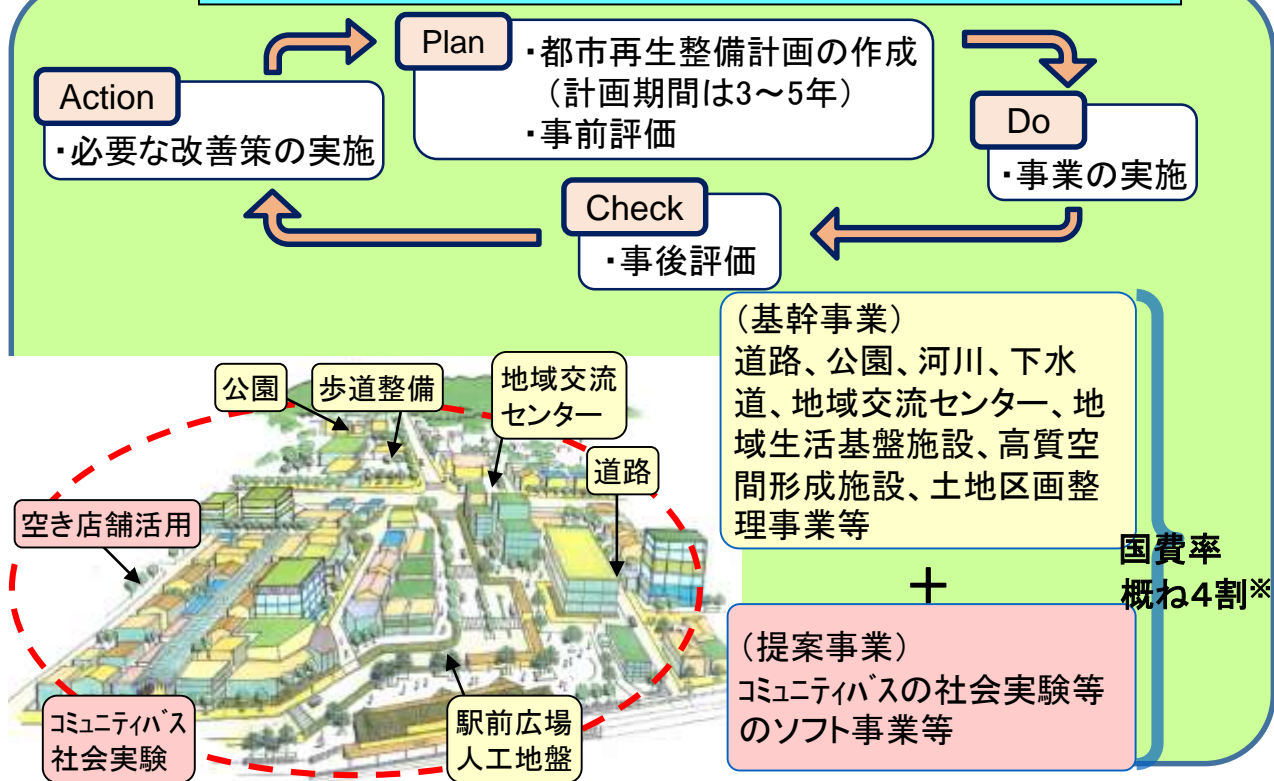 Plan
・都市再生整備計画の作成
（計画期間は3～5年）
・事前評価
Action
・必要な改善策の実施
Do
・事業の実施
Check
・事後評価
（基幹事業）
道路、公園、河川、下水
道、地域交流センター、地
域生活基盤施設、高質空
間形成施設、土地区画整
理事業等
＋
（提案事業）
ｺﾐｭﾆﾃｨﾊﾞｽの社会実験等
のソフト事業等
国費率
概ね４割※
公園
歩道整備
地域交流
センター
道路
空き店舗活用
ｺﾐｭﾆﾃｨﾊﾞｽ
社会実験
駅前広場
人工地盤